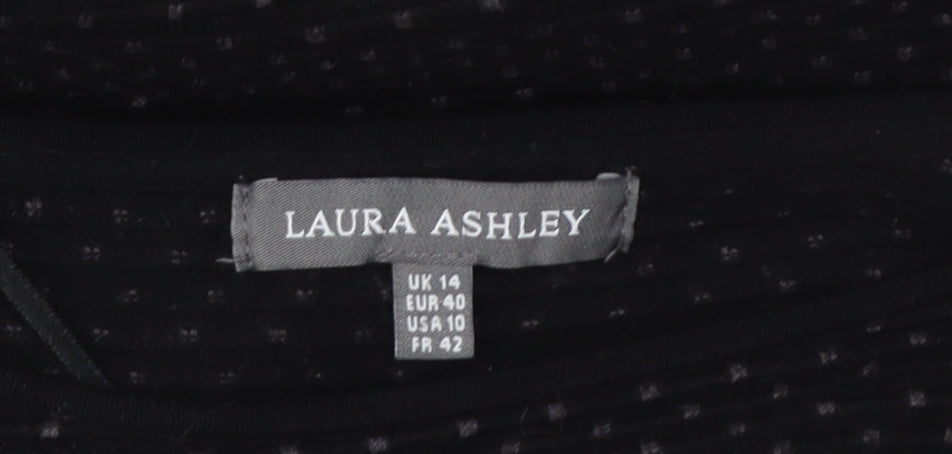 LAURA ASHLEY
UK 14
EUR 40
USA 10
FR 42